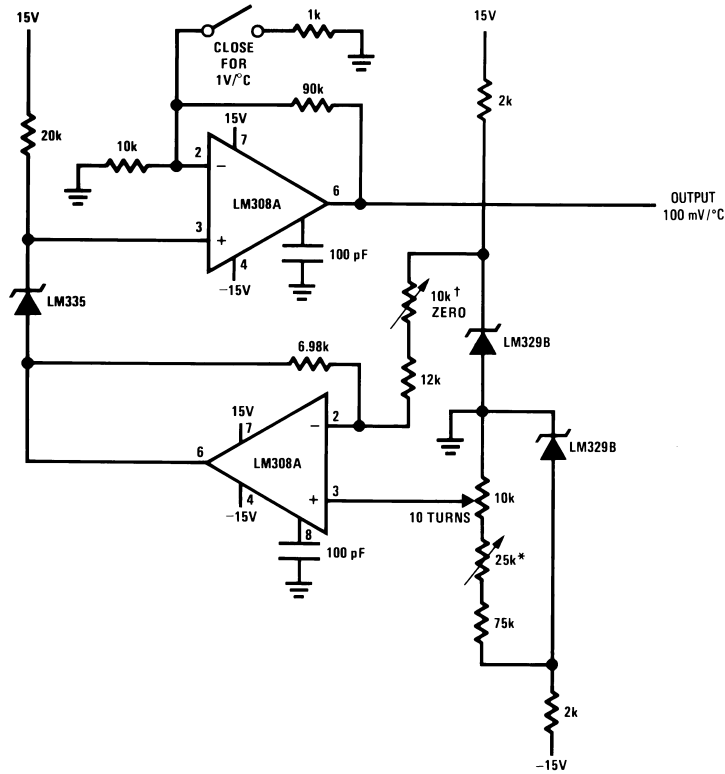 15V
1k
15V
CLOSE
FOR
1V/°C
90k
2k
20k
15V
7
10k
2
−
6
LM308A
OUTPUT
100 mV/°C
3
+
100 pF
4
−15V
10k†
ZERO
LM335
LM329B
6.98k
12k
15V
7
2
−
6
LM308A
LM329B
3
+
10k
10 TURNS
4
−15V
8
100 pF
25k*
75k
2k
−15V